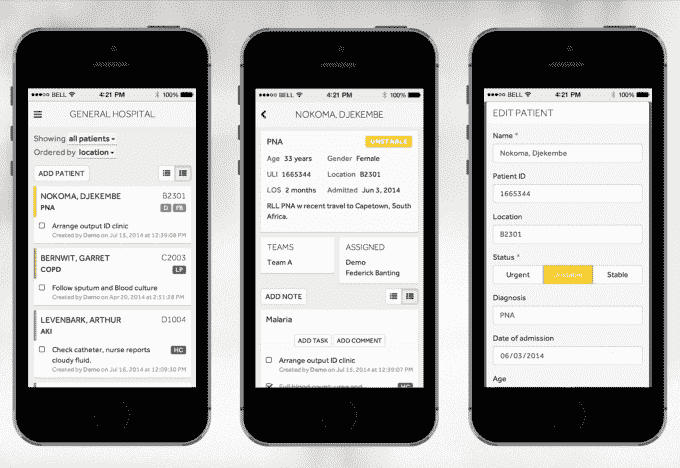 BELL 4:21 PM 100%
GENERAL HOSPITAL
Showing all patients
Ordered by location
ADD PATIENT
NOKOMA, DJEKEMBE B2301
PNA D FB
Arrange output ID clinic
Created by Demo on Jul 15, 2014 at 12:39:08 PM
BERNWIT, GARRET C2003
COPD LP
Follow sputum and Blood culture
Created by Demo on Apr 20, 2014 at 2:51:28 PM
LEVENBARK, ARTHUR D1004
AKI
Check catheter, nurse reports HC
cloudy fluid.
Created by Demo on Jul 16, 2014 at 12:09:30 PM
BELL 4:21 PM 100%
NOKOMA, DJEKEMBE
PNA UNSTABLE
Age 33 years Gender Female
ULI 1665344 Location B2301
LOS 2 months Admitted Jun 3, 2014
RLL PNA w recent travel to Capetown, South
Africa.
TEAMS
Team A
ASSIGNED
Demo
Federick Banting
ADD NOTE
Malaria
ADD TASK ADD COMMENT
Arrange output ID clinic
Created by Demo on Jul 15, 2014 at 12:39:07 PM
Full blood count, urea and HC
BELL 4:21 PM 100%
EDIT PATIENT
Name *
Nokoma, Djekembe
Patient ID
1665344
Location
B2301
Status *
Urgent Unstable Stable
Diagnosis
PNA
Date of admission
06/03/2014
Age